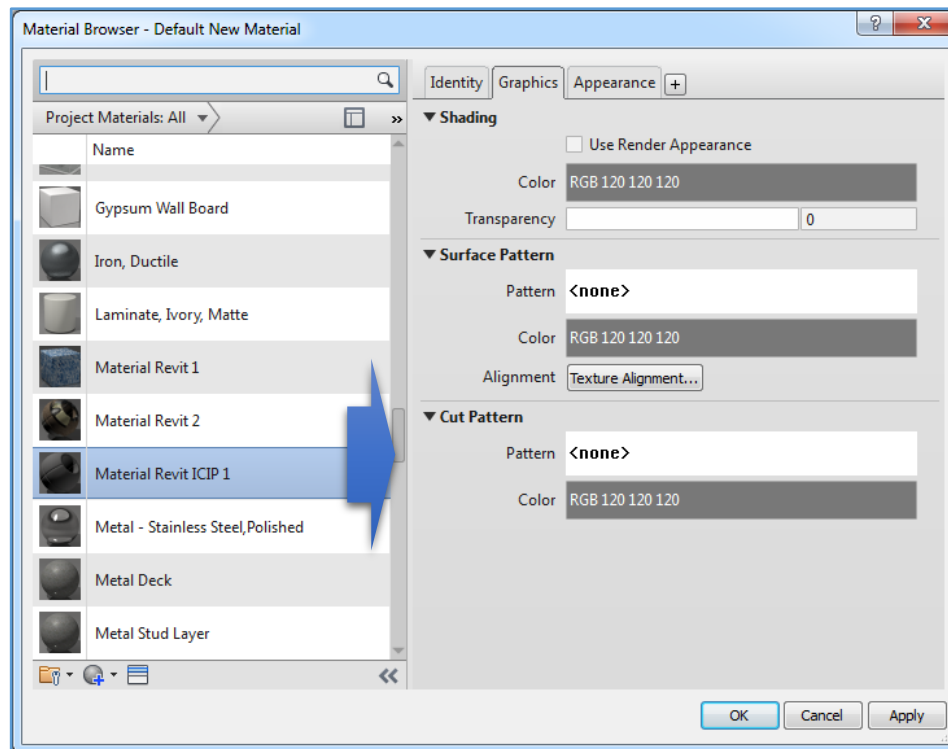 Material Browser - Default New Material
Identity Graphics Appearance +
Project Materials: All
Name
Gypsum Wall Board
Iron, Ductile
Laminate, Ivory, Matte
Material Revit 1
Material Revit 2
Material Revit ICIP 1
Metal - Stainless Steel,Polished
Metal Deck
Metal Stud Layer
Shading
Use Render Appearance
Color RGB 120 120 120
Transparency 0
Surface Pattern
Pattern <none>
Color RGB 120 120 120
Alignment Texture Alignment...
Cut Pattern
Pattern <none>
Color RGB 120 120 120
OK Cancel Apply